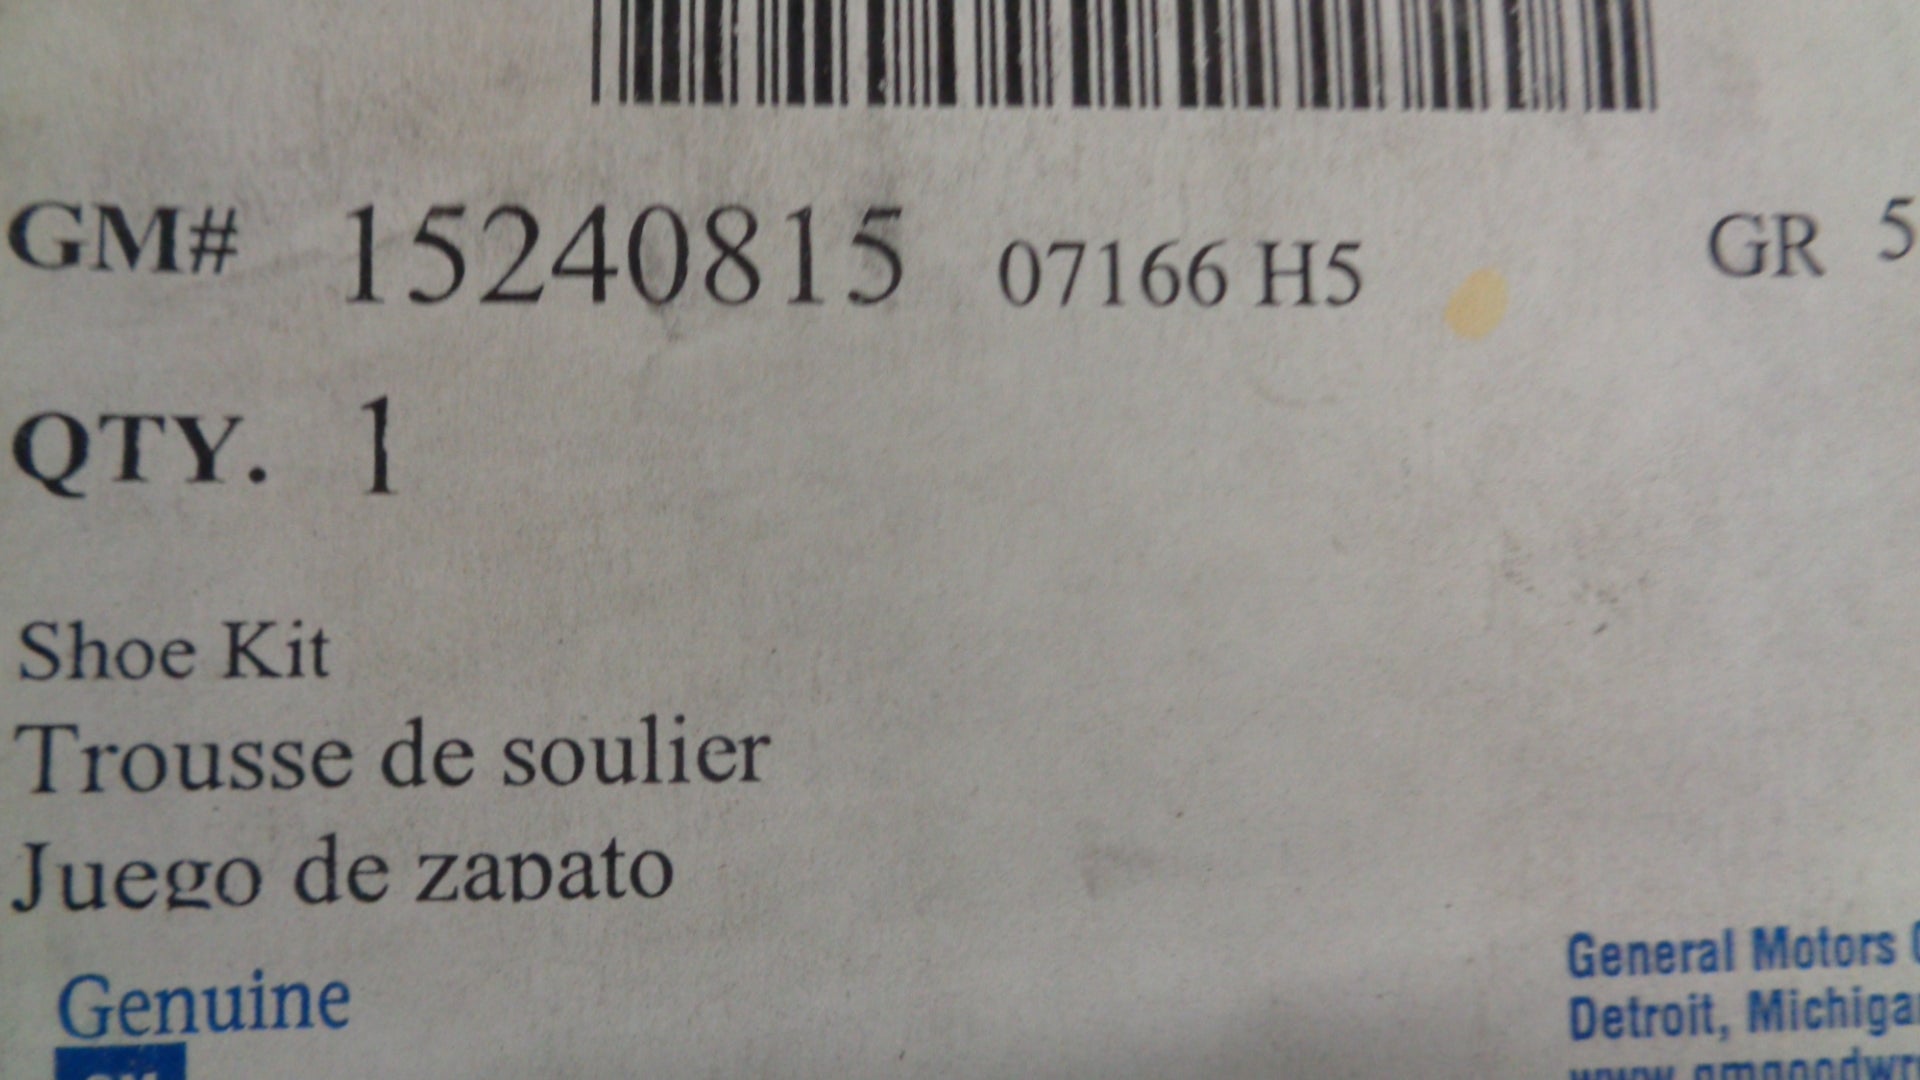 GM# 15240815 07166 H5 GR 5
QTY. 1
Shoe Kit
Trousse de soulier
Juego de zapato
Genuine
General Motors
Detroit, Michiga